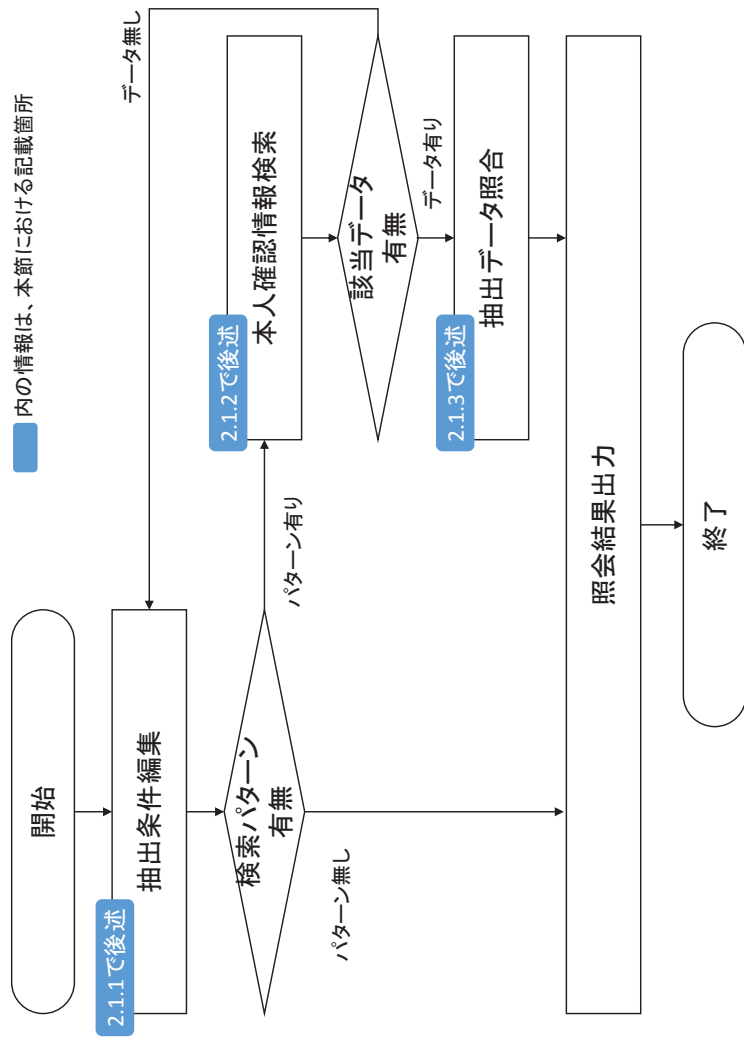 内の情報は、本節における記載箇所
開始
2.1.1で後述
抽出条件編集
検索パターン
有無
パターン有り
パターン無し
データ無し
2.1.2で後述
本人確認情報検索
該当データ
有無
データ有り
2.1.3で後述
抽出データ照合
照会結果出力
終了